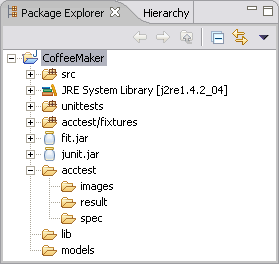 Package Explorer Hierarchy
CoffeeMaker
src
JRE System Library [j2re1.4.2_04]
unittests
acctest/fixtures
fit.jar
junit.jar
acctest
images
result
spec
lib
models